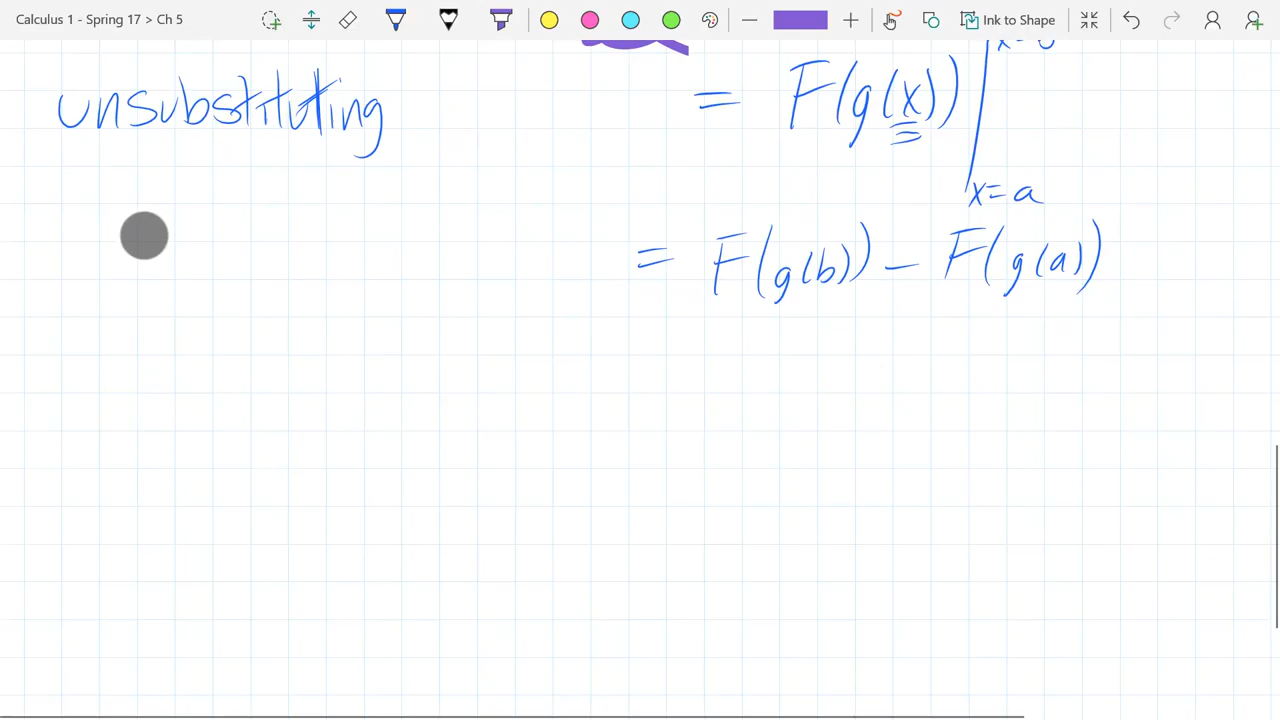 Calculus 1 - Spring 17 > Ch 5
Ink to Shape
unsubstituting
= F(g(x)) |
x=a
= F(g(b)) - F(g(a))